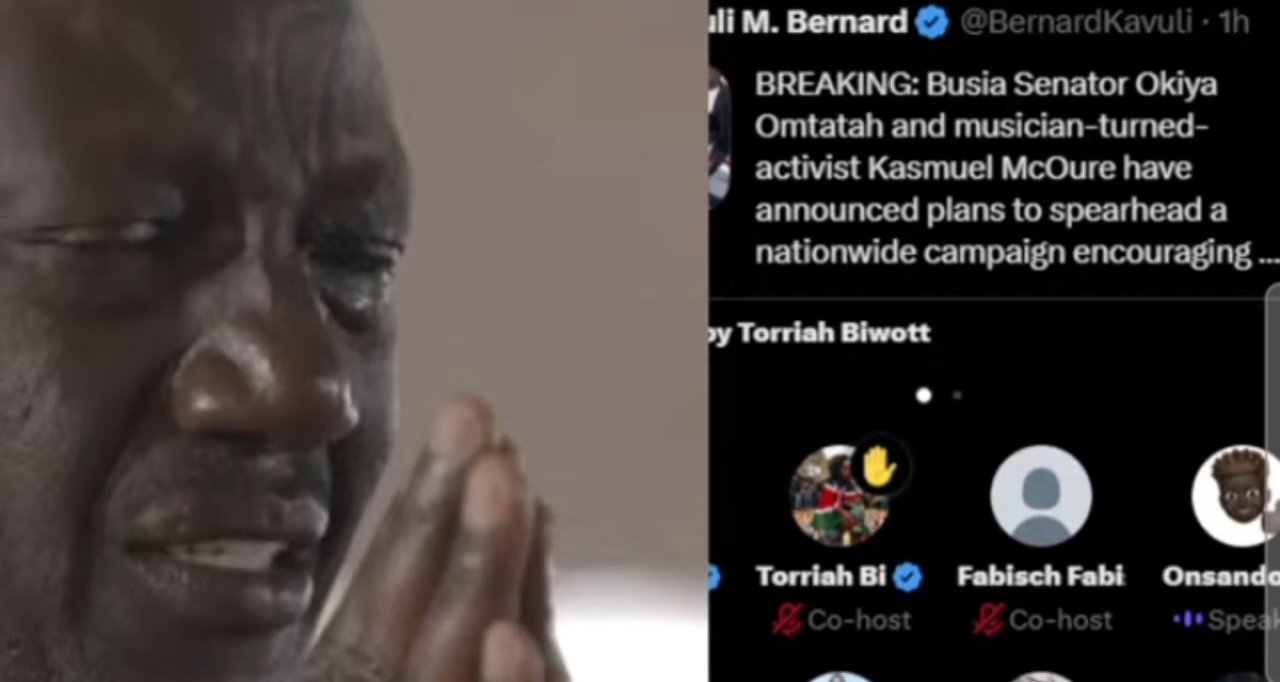 uli M. Bernard @BernardKavuli · 1h
BREAKING: Busia Senator Okiya
Omtatah and musician-turned-
activist Kasmuel McOure have
announced plans to spearhead a
nationwide campaign encouraging ...
by Torriah Biwott
Torriah Bi Fabisch Fabi Onsando
Co-host Co-host Speak